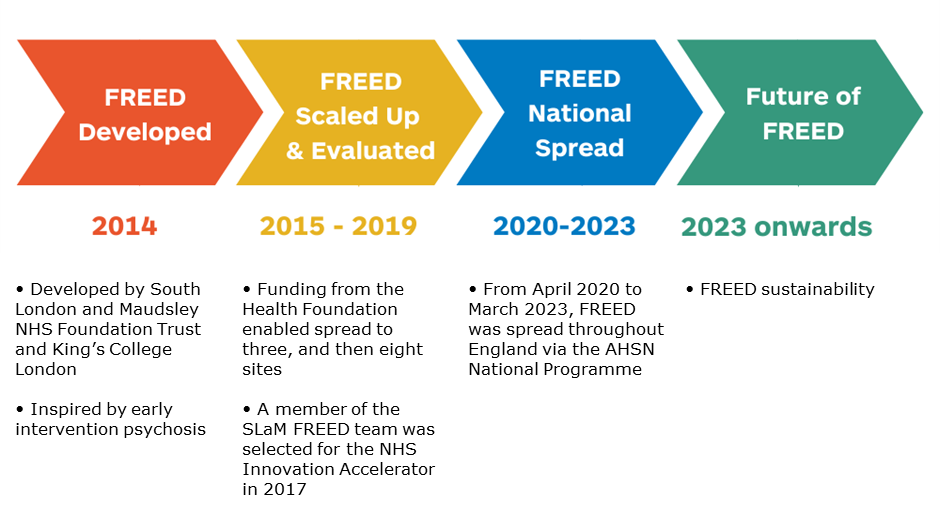 FREED
Developed
FREED
Scaled Up
& Evaluated
FREED
National
Spread
Future of
FREED
2014
2015 - 2019
2020-2023
2023 onwards
• Developed by South
London and Maudsley
NHS Foundation Trust
and King’s College
London
• Inspired by early
intervention psychosis
• Funding from the
Health Foundation
enabled spread to
three, and then eight
sites
• A member of the
SLaM FREED team was
selected for the NHS
Innovation Accelerator
in 2017
• From April 2020 to
March 2023, FREED
was spread throughout
England via the AHSN
National Programme
• FREED sustainability